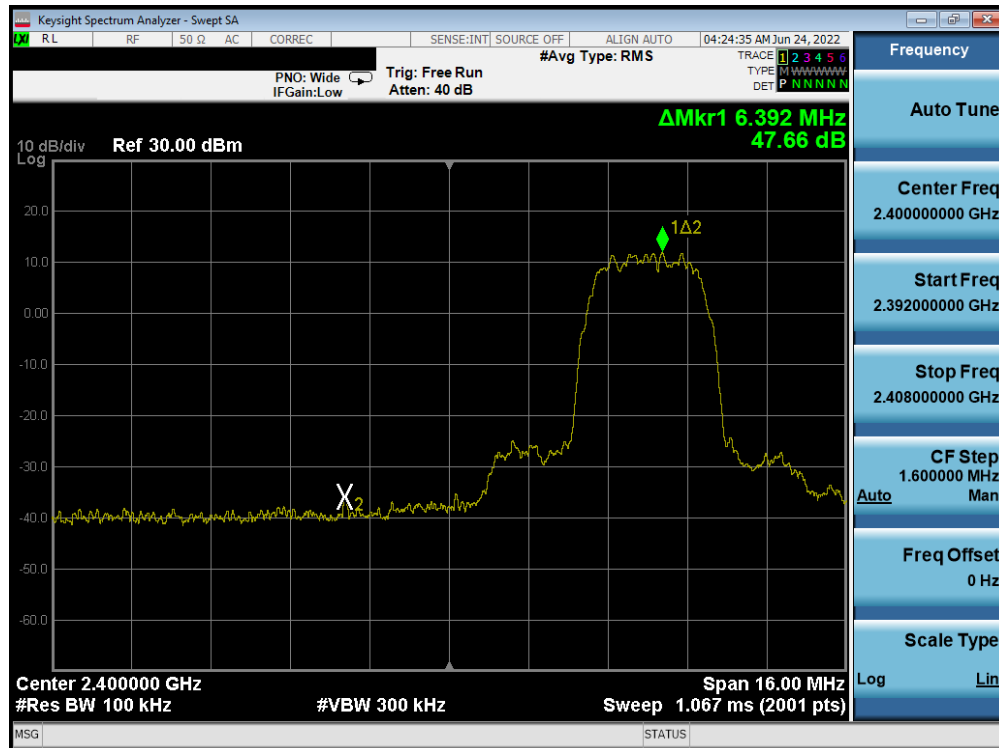 Keysight Spectrum Analyzer - Swept SA
LXI RL RF 50 Ω AC CORREC SENSE:INT SOURCE OFF ALIGN AUTO 04:24:35 AM Jun 24, 2022
#Avg Type: RMS
TRACE 1 2 3 4 5 6
TYPE M WWWWW
DET P N N N N N
PNO: Wide
IFGain:Low
Trig: Free Run
Atten: 40 dB
ΔMkr1 6.392 MHz
47.66 dB
10 dB/div Ref 30.00 dBm
Log
20.0
10.0
0.00
-10.0
-20.0
-30.0
-40.0
-50.0
-60.0
1Δ2
X2
Center 2.400000 GHz
Span 16.00 MHz
#Res BW 100 kHz
#VBW 300 kHz
Sweep 1.067 ms (2001 pts)
MSG
STATUS
Frequency
Auto Tune
Center Freq
2.400000000 GHz
Start Freq
2.392000000 GHz
Stop Freq
2.408000000 GHz
CF Step
1.600000 MHz
Auto Man
Freq Offset
0 Hz
Scale Type
Log Lin